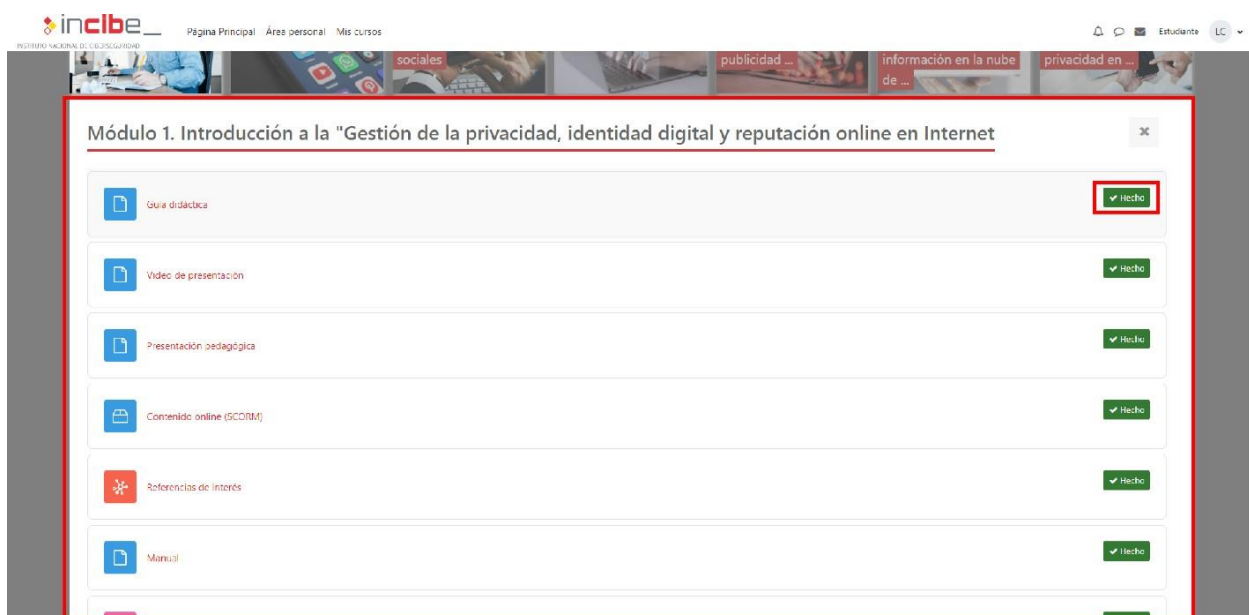 incibe_
INSTITUTO NACIONAL DE CIBERSEGURIDAD
Página Principal Área personal Mis cursos
Estudiante LC
sociales
publicidad ...
información en la nube
de ...
privacidad en ...
Módulo 1. Introducción a la "Gestión de la privacidad, identidad digital y reputación online en Internet
Guía didáctica
Hecho
Vídeo de presentación
Hecho
Presentación pedagógica
Hecho
Contenido online (SCORM)
Hecho
Referencias de interés
Hecho
Manual
Hecho